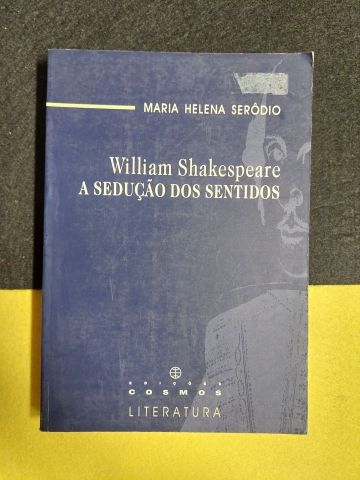 MARIA HELENA SERÔDIO
William Shakespeare
A SEDUÇÃO DOS SENTIDOS
EDIÇÕES
COSMOS
LITERATURA